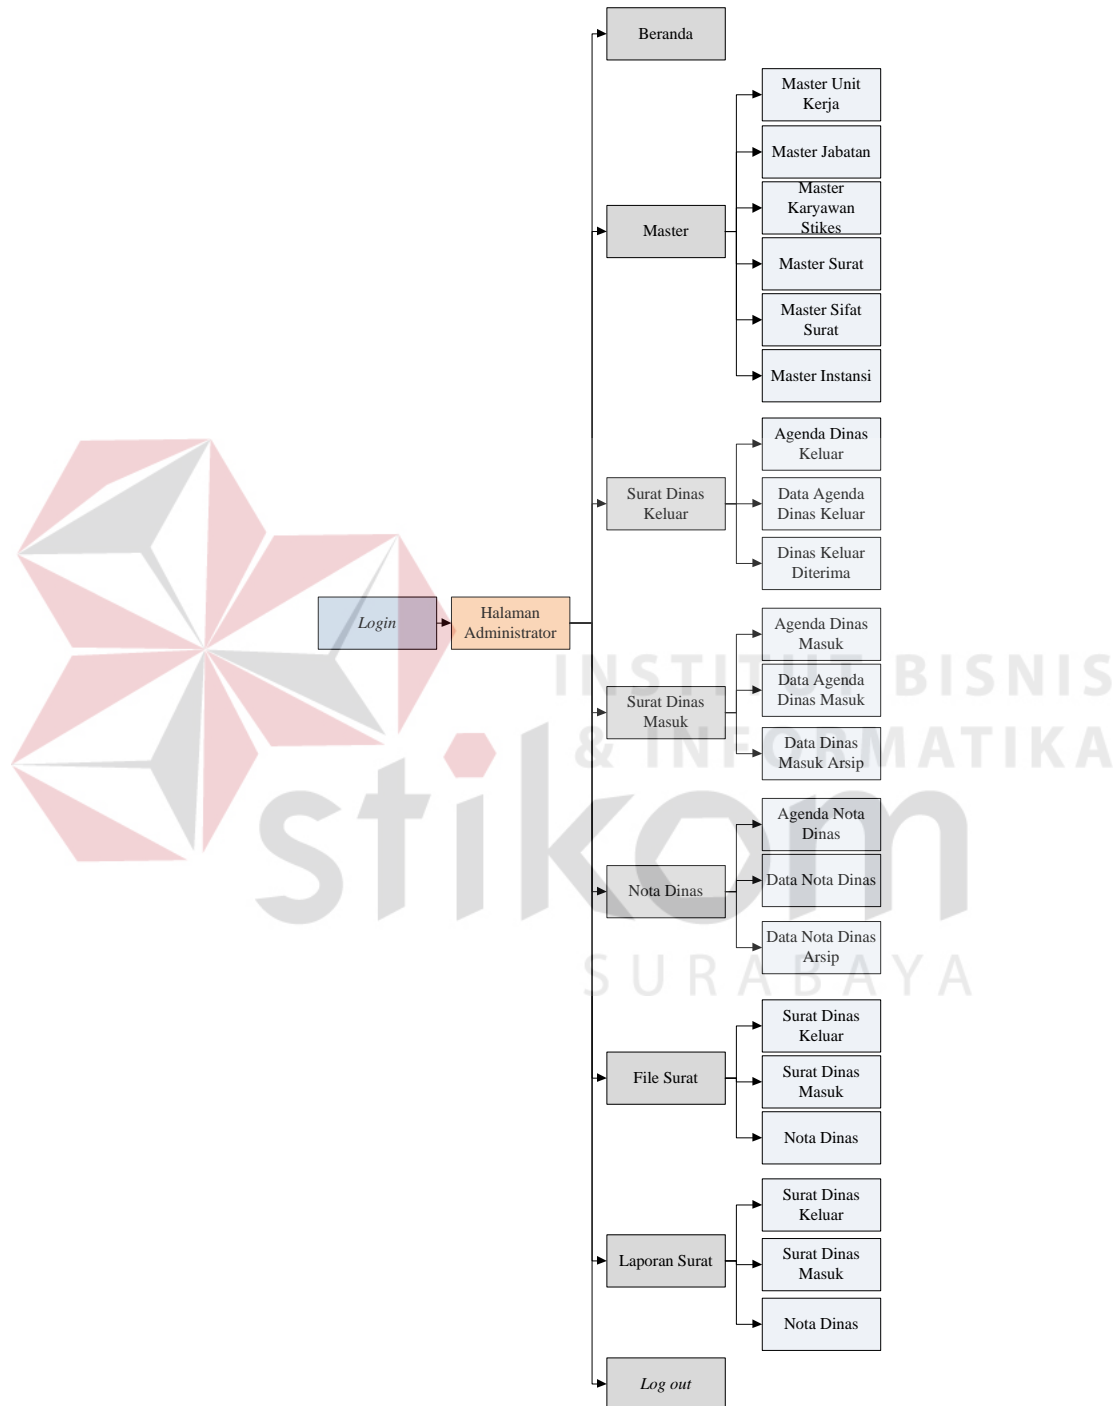 Beranda
Master
Master Unit
Kerja
Master Jabatan
Master
Karyawan
Stikes
Master Surat
Master Sifat
Surat
Master Instansi
Surat Dinas
Keluar
Agenda Dinas
Keluar
Data Agenda
Dinas Keluar
Dinas Keluar
Diterima
Login
Halaman
Administrator
Surat Dinas
Masuk
Agenda Dinas
Masuk
Data Agenda
Dinas Masuk
Data Dinas
Masuk Arsip
Nota Dinas
Agenda Nota
Dinas
Data Nota Dinas
Data Nota Dinas
Arsip
File Surat
Surat Dinas
Keluar
Surat Dinas
Masuk
Nota Dinas
Laporan Surat
Surat Dinas
Keluar
Surat Dinas
Masuk
Nota Dinas
Log out
INSTITUT BISNIS
& INFORMATIKA
stikom
SURABAYA